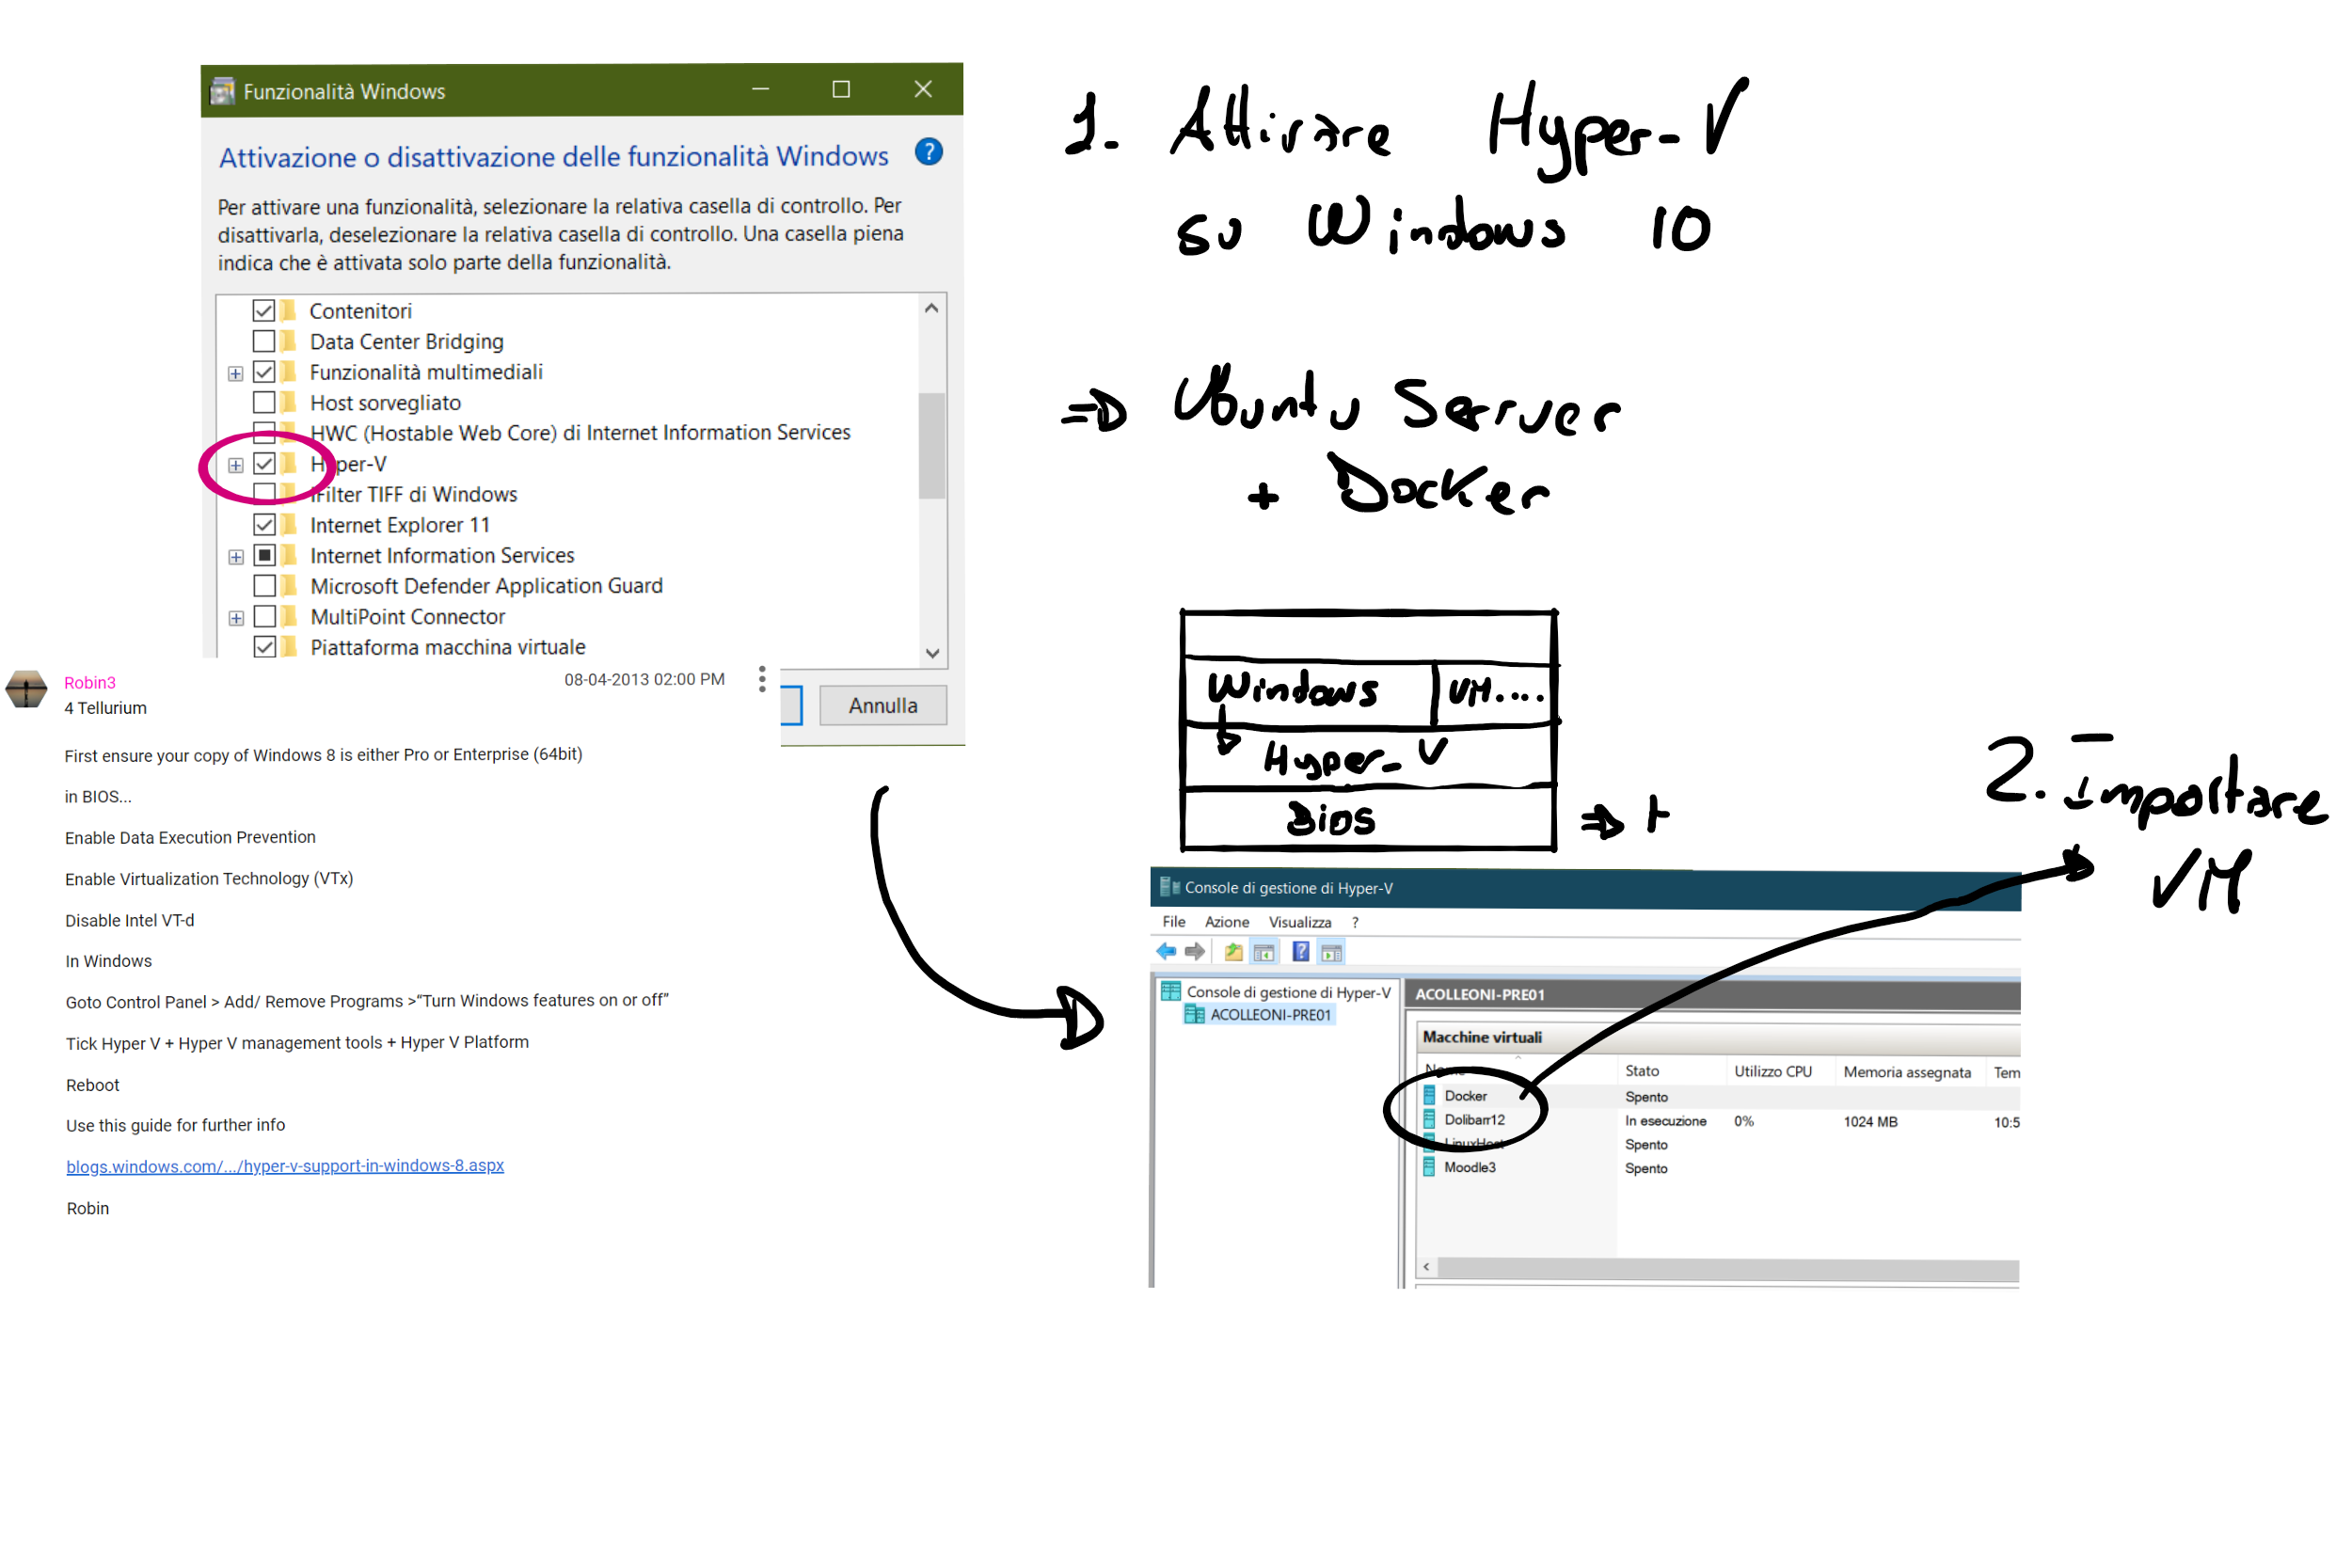 Funzionalità Windows
Attivazione o disattivazione delle funzionalità Windows
?
Per attivare una funzionalità, selezionare la relativa casella di controllo. Per
disattivarla, deselezionare la relativa casella di controllo. Una casella piena
indica che è attivata solo parte della funzionalità.
Contenitori
Data Center Bridging
Funzionalità multimediali
Host sorvegliato
HWC (Hostable Web Core) di Internet Information Services
Hyper-V
iFilter TIFF di Windows
Internet Explorer 11
Internet Information Services
Microsoft Defender Application Guard
MultiPoint Connector
Piattaforma macchina virtuale
Annulla
Robin3
08-04-2013 02:00 PM
4 Tellurium
First ensure your copy of Windows 8 is either Pro or Enterprise (64bit)
in BIOS...
Enable Data Execution Prevention
Enable Virtualization Technology (VTx)
Disable Intel VT-d
In Windows
Goto Control Panel > Add/ Remove Programs >“Turn Windows features on or off”
Tick Hyper V + Hyper V management tools + Hyper V Platform
Reboot
Use this guide for further info
blogs.windows.com/.../hyper-v-support-in-windows-8.aspx
Robin
1. Attivare Hyper-V
su Windows 10
=> Ubuntu Server
+ Docker
Windows
VM....
Hyper-V
Bios
2. Importare
VM
Console di gestione di Hyper-V
File Azione Visualizza ?
Console di gestione di Hyper-V
ACOLLEONI-PRE01
ACOLLEONI-PRE01
Macchine virtuali
Stato Utilizzo CPU Memoria assegnata Tem
Docker Spento
Dolibarr12 In esecuzione 0% 1024 MB 10:5
LinuxHost Spento
Moodle3 Spento